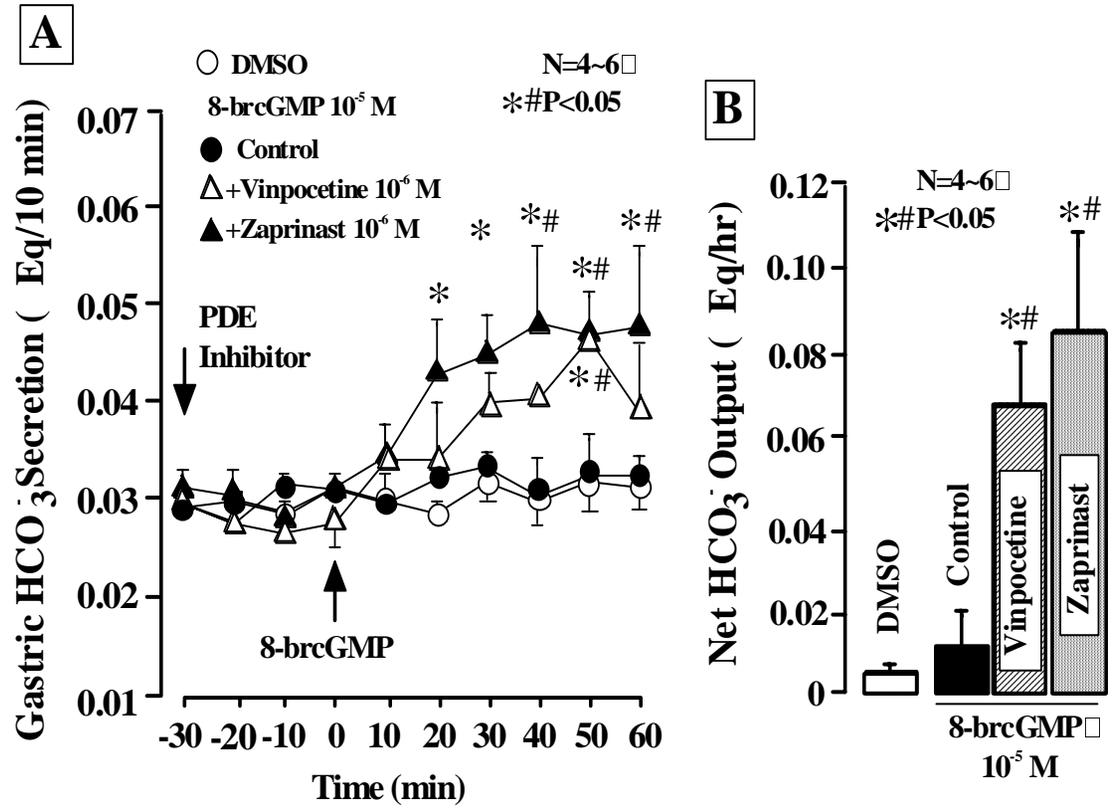 A
DMSO
N=4~6□
8-brcGMP 10-5 M
*#P<0.05
Control
+Vinpocetine 10-6 M
+Zaprinast 10-6 M
Gastric HCO3- Secretion ( Eq/10 min)
0.07
0.06
0.05
0.04
0.03
0.02
0.01
PDE
Inhibitor
*
*
*#
*#
*#
*#
8-brcGMP
-30 -20 -10 0 10 20 30 40 50 60
Time (min)
B
N=4~6□
*#P<0.05
Net HCO3- Output ( Eq/hr)
0.12
0.10
0.08
0.06
0.04
0.02
0
*#
*#
DMSO
Control
Vinpocetine
Zaprinast
8-brcGMP□
10-5 M